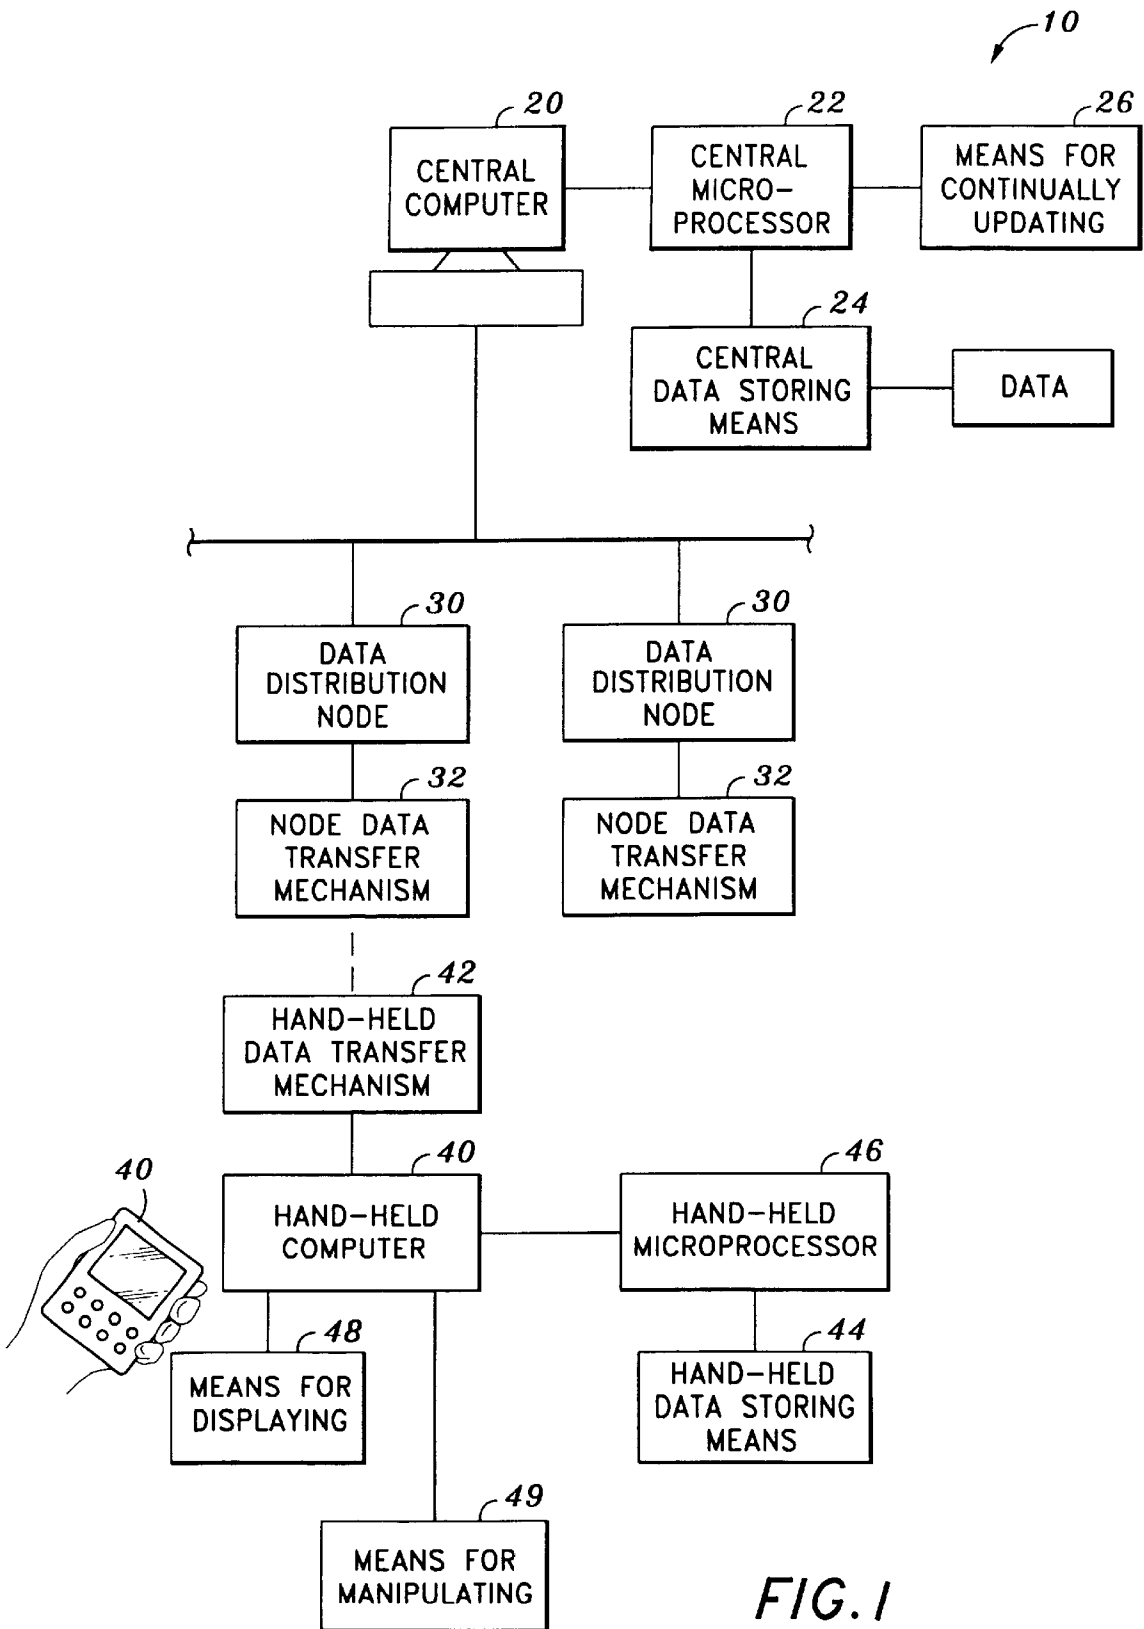 10
20
22
26
CENTRAL
COMPUTER
CENTRAL
MICRO-
PROCESSOR
MEANS FOR
CONTINUALLY
UPDATING
24
CENTRAL
DATA STORING
MEANS
DATA
30
30
DATA
DISTRIBUTION
NODE
DATA
DISTRIBUTION
NODE
32
32
NODE DATA
TRANSFER
MECHANISM
NODE DATA
TRANSFER
MECHANISM
42
HAND-HELD
DATA TRANSFER
MECHANISM
40
40
46
HAND-HELD
COMPUTER
HAND-HELD
MICROPROCESSOR
48
44
MEANS FOR
DISPLAYING
HAND-HELD
DATA STORING
MEANS
49
MEANS FOR
MANIPULATING
FIG. 1